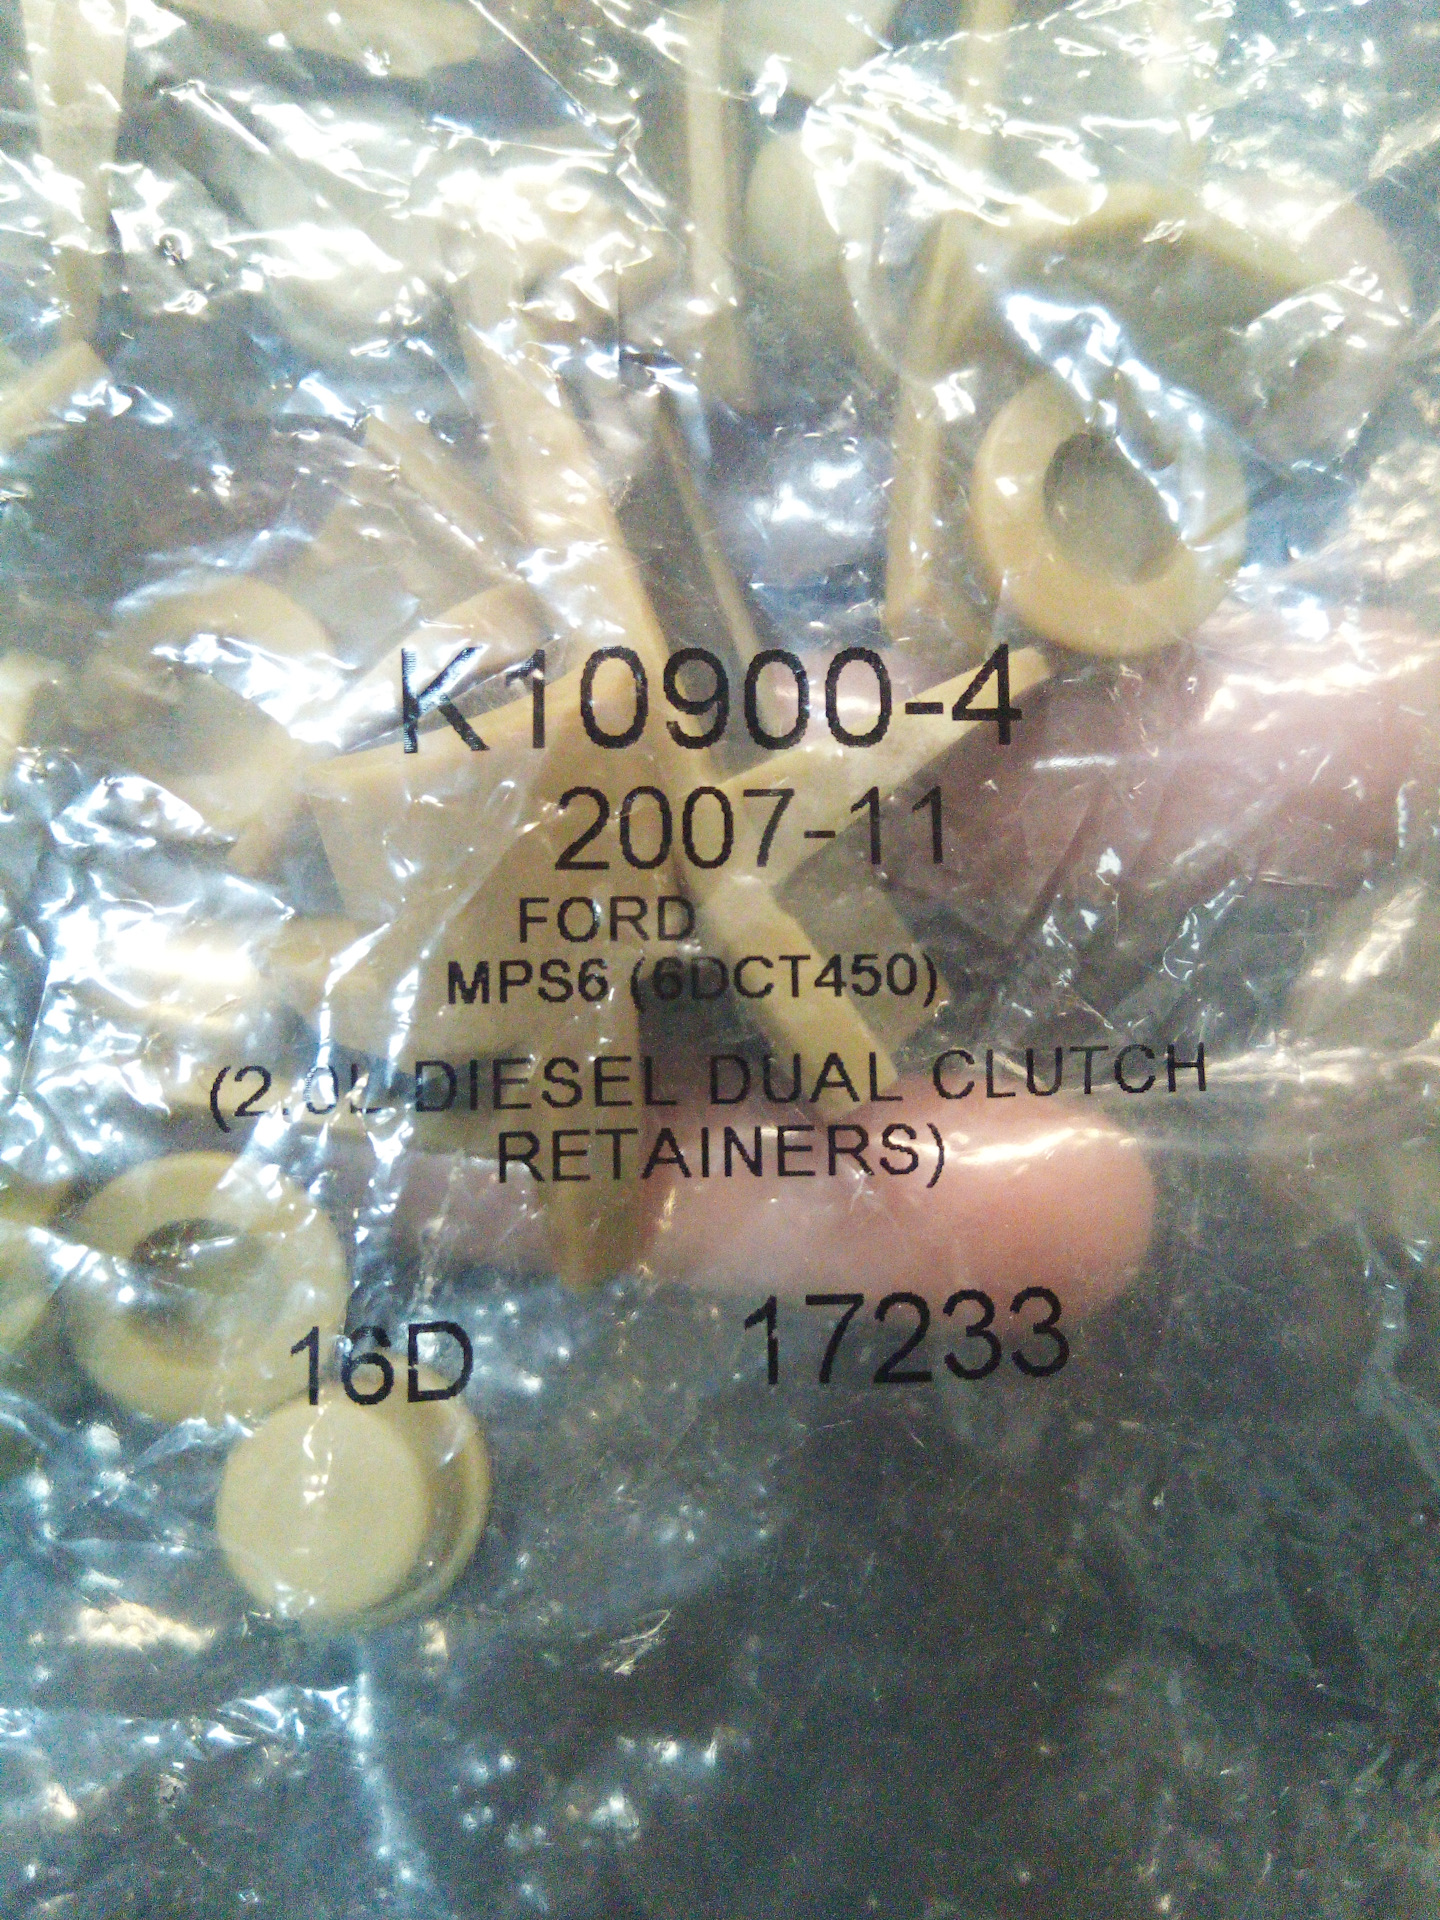 K10900-4
2007-11
FORD
MPS6 (6DCT450)
(2.0L DIESEL DUAL CLUTCH
RETAINERS)
16D 17233